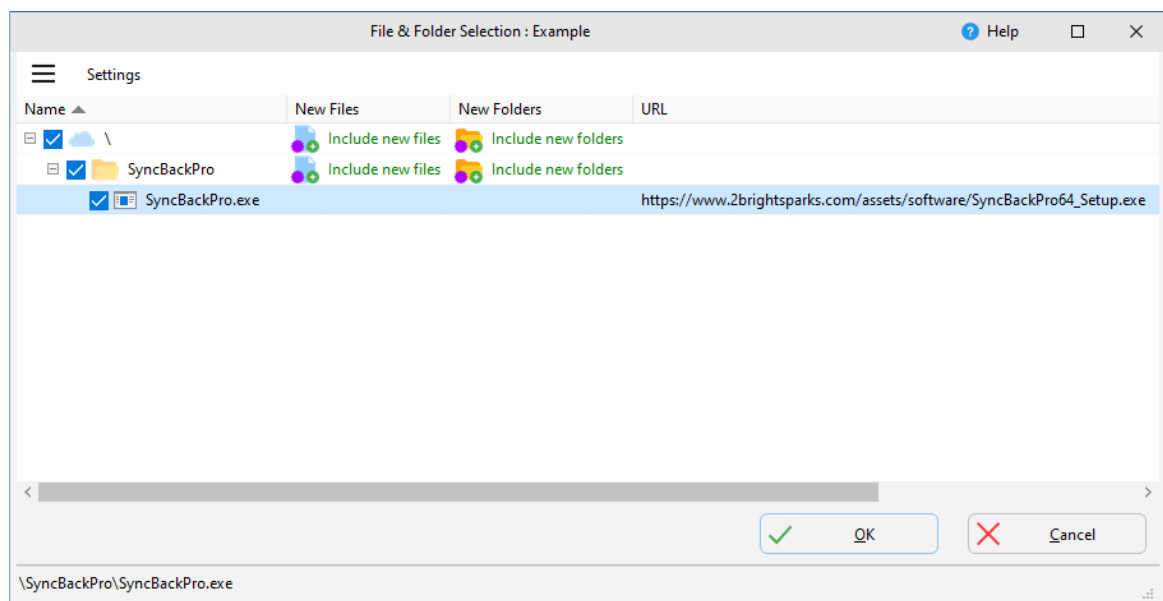 File & Folder Selection : Example
Help
Settings
Name New Files New Folders URL
\ Include new files Include new folders
SyncBackPro Include new files Include new folders
SyncBackPro.exe https://www.2brightsparks.com/assets/software/SyncBackPro64_Setup.exe
OK Cancel
\SyncBackPro\SyncBackPro.exe